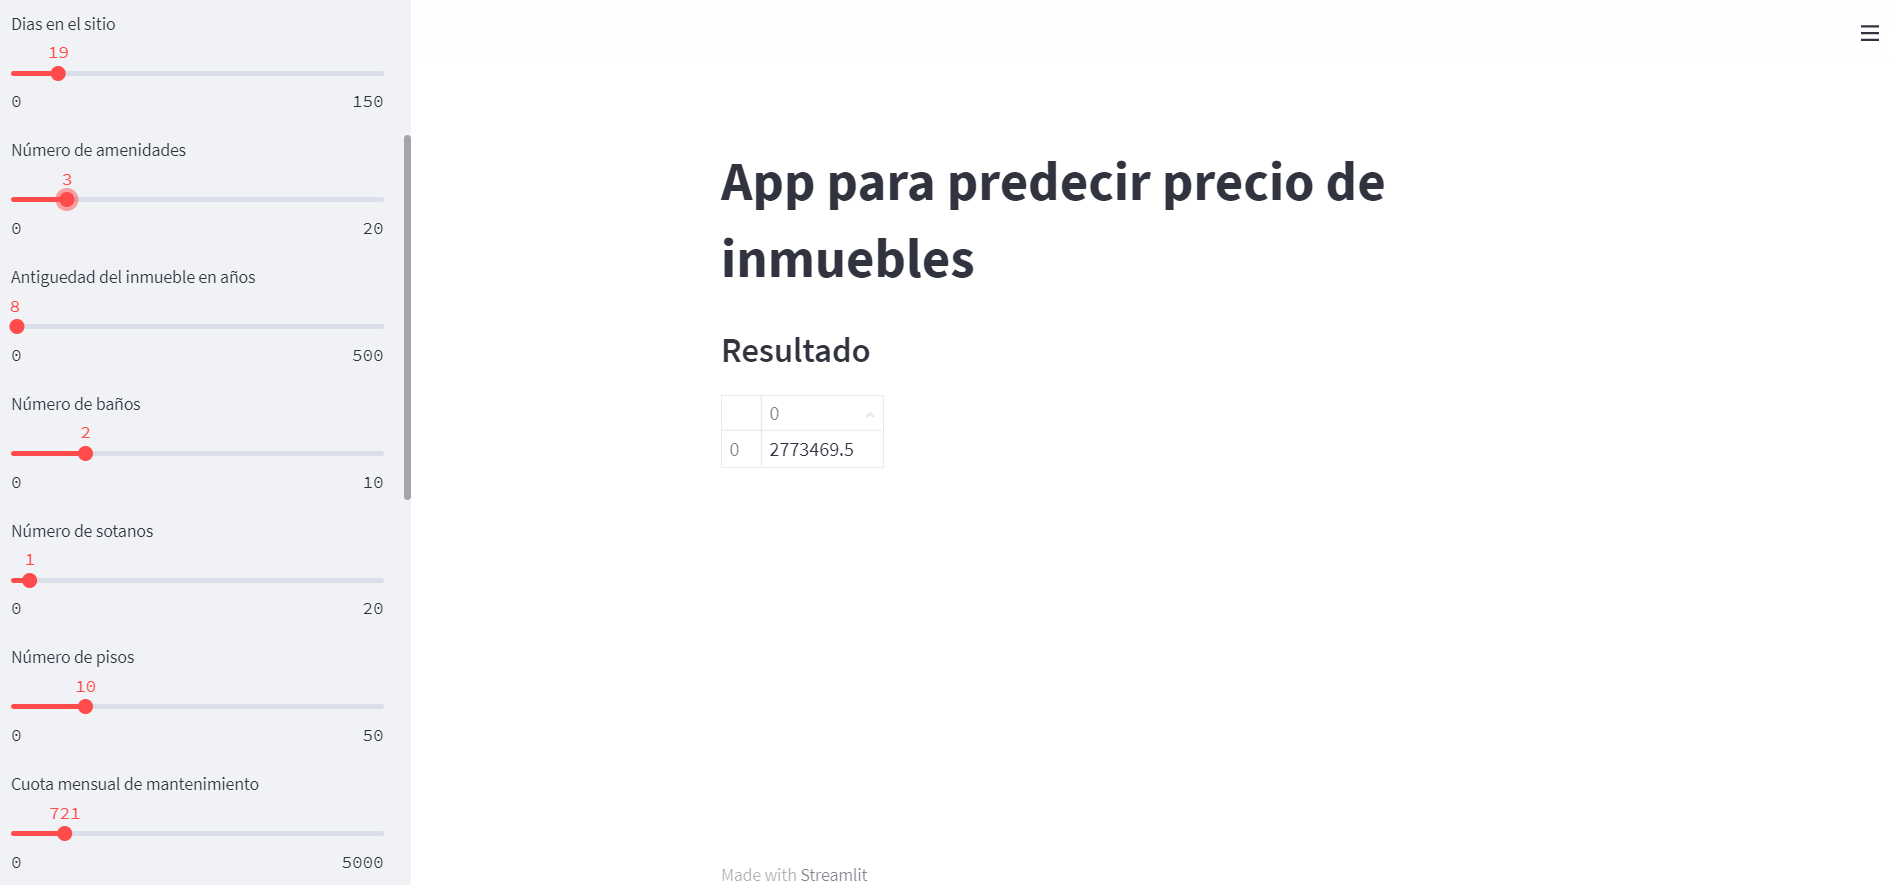 Dias en el sitio
19
0 150
Número de amenidades
3
0 20
Antiguedad del inmueble en años
8
0 500
Número de baños
2
0 10
Número de sotanos
1
0 20
Número de pisos
10
0 50
Cuota mensual de mantenimiento
721
0 5000
App para predecir precio de
inmuebles
Resultado
0
0 2773469.5
Made with Streamlit